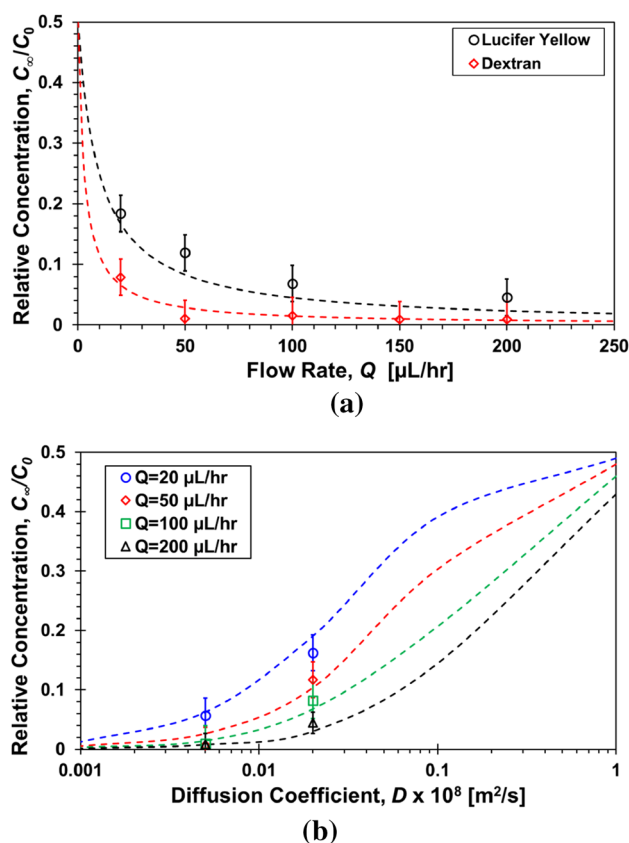 0.5
0.4
0.3
0.2
0.1
0
Relative Concentration, C∞/C0
Lucifer Yellow
Dextran
0 50 100 150 200 250
Flow Rate, Q [µL/hr]
(a)
0.5
0.4
0.3
0.2
0.1
0
Relative Concentration, C∞/C0
Q=20 µL/hr
Q=50 µL/hr
Q=100 µL/hr
Q=200 µL/hr
0.001 0.01 0.1 1
Diffusion Coefficient, D x 10⁸ [m²/s]
(b)